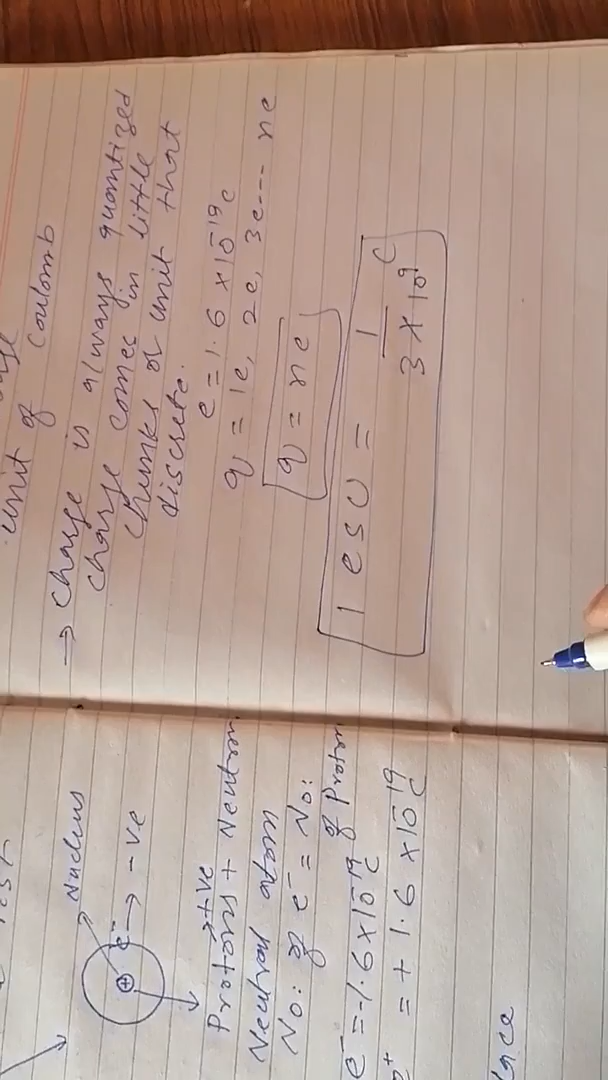 Nucleus
e⁻ → -ve
→ +ve
Protons + Neutron
Neutral atom
No: of e⁻ = No:
of Proton
e⁻ = -1.6 × 10⁻¹⁹ C
= + 1.6 × 10⁻¹⁹ C
unit of Coulomb
→ Charge is always quantized
charge comes in little
chunks or unit that
discrete.
e = 1.6 × 10⁻¹⁹ C
q = 1e, 2e, 3e --- ne
q = ne
1 esu = 1 / 3 × 10⁹ C